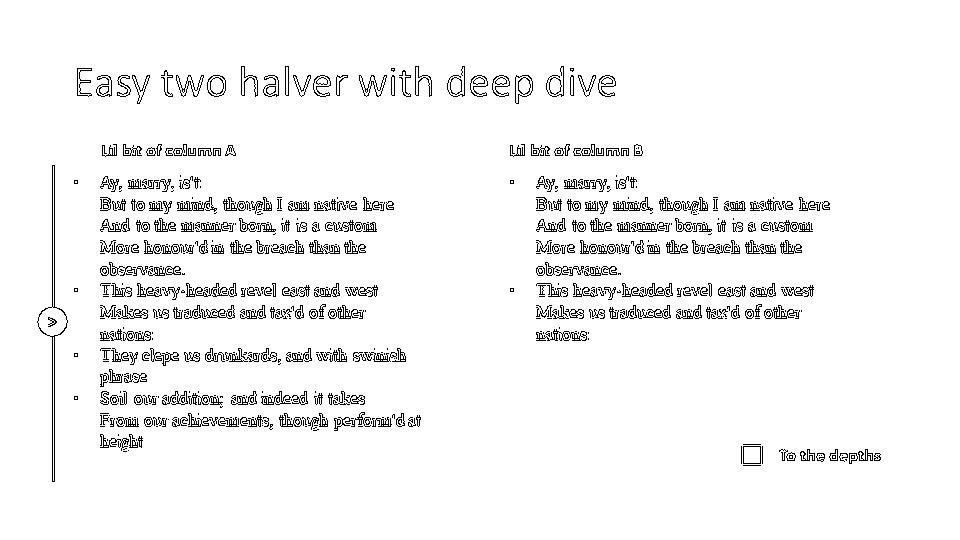 Easy two halver with deep dive
Lil bit of column A
Ay, marry, is't:
But to my mind, though I am native here
And to the manner born, it is a custom
More honour'd in the breach than the
observance.
This heavy-headed revel east and west
Makes us traduced and tax'd of other
nations:
They clepe us drunkards, and with swinish
phrase
Soil our addition; and indeed it takes
From our achievements, though perform'd at
height
Lil bit of column B
Ay, marry, is't:
But to my mind, though I am native here
And to the manner born, it is a custom
More honour'd in the breach than the
observance.
This heavy-headed revel east and west
Makes us traduced and tax'd of other
nations:
To the depths